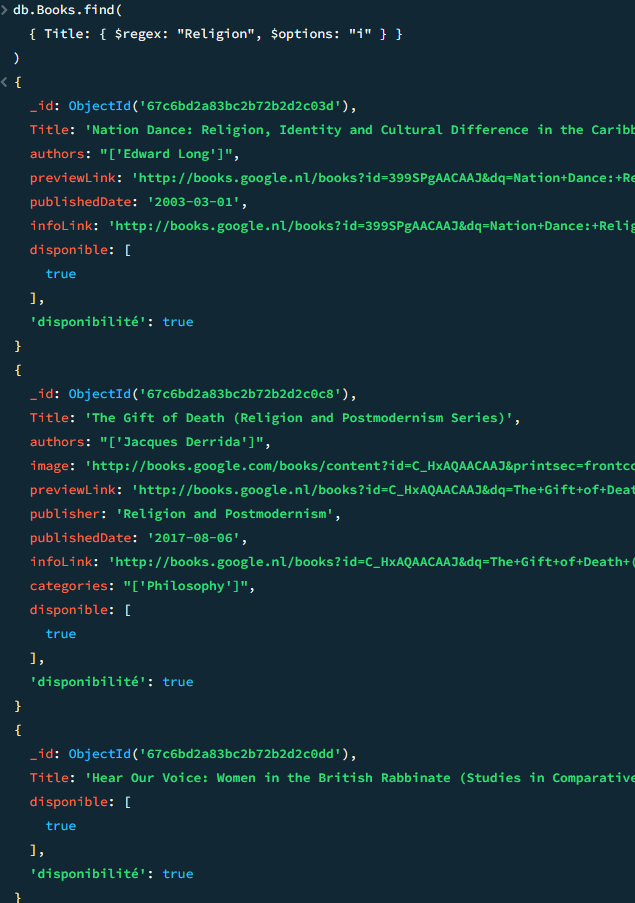 > db.Books.find(
{ Title: { $regex: "Religion", $options: "i" } }
)
< {
_id: ObjectId('67c6bd2a83bc2b72b2d2c03d'),
Title: 'Nation Dance: Religion, Identity and Cultural Difference in the Caribb
authors: "['Edward Long']",
previewLink: 'http://books.google.nl/books?id=399SPgAACAAJ&dq=Nation+Dance:+Re
publishedDate: '2003-03-01',
infoLink: 'http://books.google.nl/books?id=399SPgAACAAJ&dq=Nation+Dance:+Relig
disponible: [
true
],
'disponibilité': true
}
{
_id: ObjectId('67c6bd2a83bc2b72b2d2c0c8'),
Title: 'The Gift of Death (Religion and Postmodernism Series)',
authors: "['Jacques Derrida']",
image: 'http://books.google.com/books/content?id=C_HxAQAACAAJ&printsec=frontco
previewLink: 'http://books.google.nl/books?id=C_HxAQAACAAJ&dq=The+Gift+of+Deat
publisher: 'Religion and Postmodernism',
publishedDate: '2017-08-06',
infoLink: 'http://books.google.nl/books?id=C_HxAQAACAAJ&dq=The+Gift+of+Death+(
categories: "['Philosophy']",
disponible: [
true
],
'disponibilité': true
}
{
_id: ObjectId('67c6bd2a83bc2b72b2d2c0dd'),
Title: 'Hear Our Voice: Women in the British Rabbinate (Studies in Comparative
disponible: [
true
],
'disponibilité': true
}